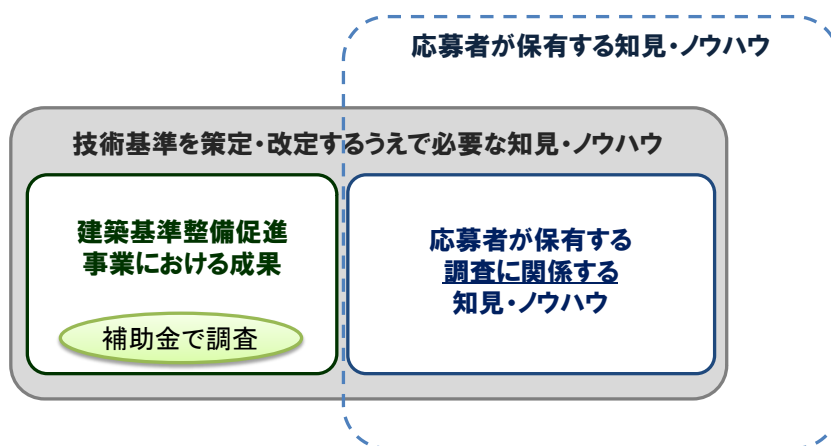 応募者が保有する知見・ノウハウ
技術基準を策定・改定するうえで必要な知見・ノウハウ
建築基準整備促進
事業における成果
補助金で調査
応募者が保有する
調査に関係する
知見・ノウハウ